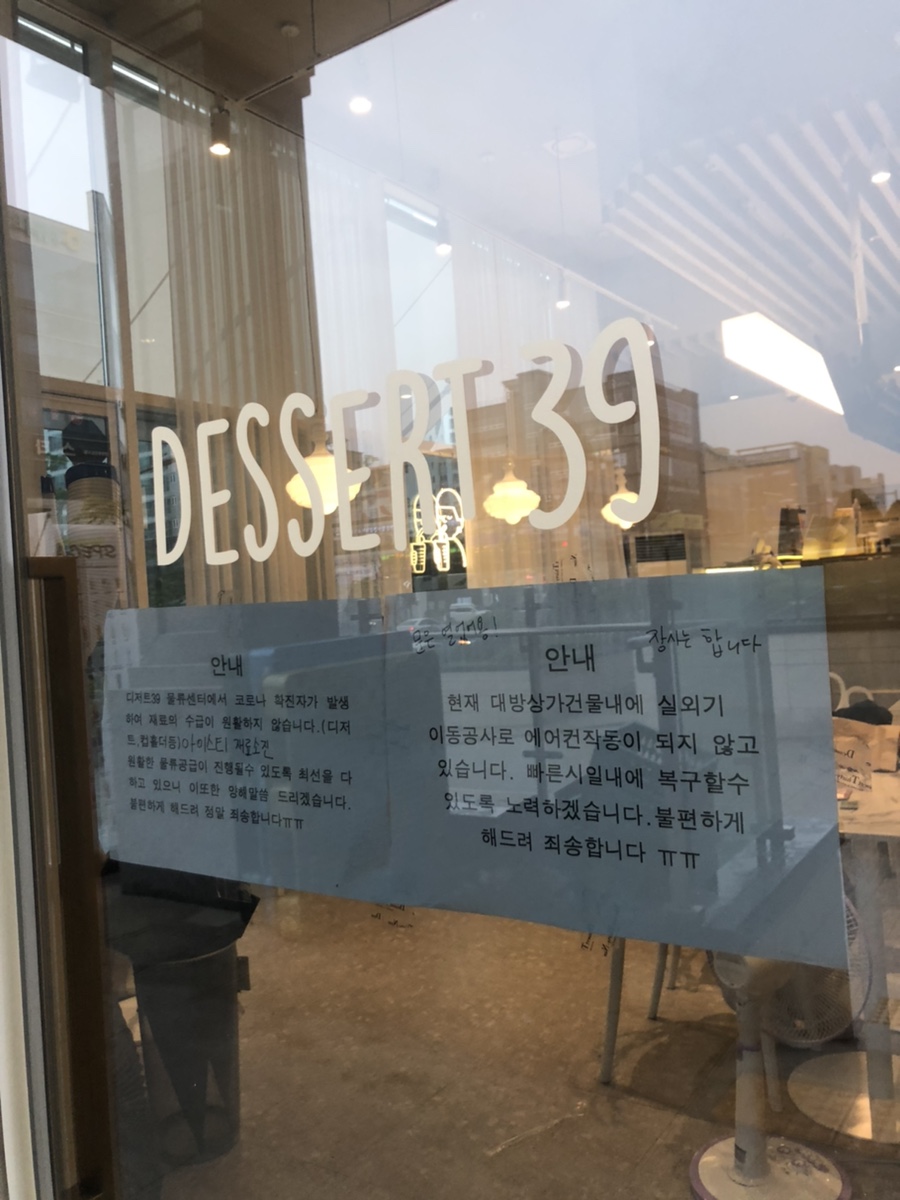 DESSERT 39
안내
디저트39 물류센터에서 코로나 확진자가 발생
하여 재료의 수급이 원활하지 않습니다.(디저
트,컵홀더등)아이스티 재료소진
원활한 물류공급이 진행될수 있도록 최선을 다
하고 있으니 이또한 양해말씀 드리겠습니다.
불편하게 해드려 정말 죄송합니다ㅠㅠ
장사는 합니다
안내
현재 대방상가건물내에 실외기
이동공사로 에어컨작동이 되지 않고
있습니다. 빠른시일내에 복구할수
있도록 노력하겠습니다.불편하게
해드려 죄송합니다 ㅠㅠ